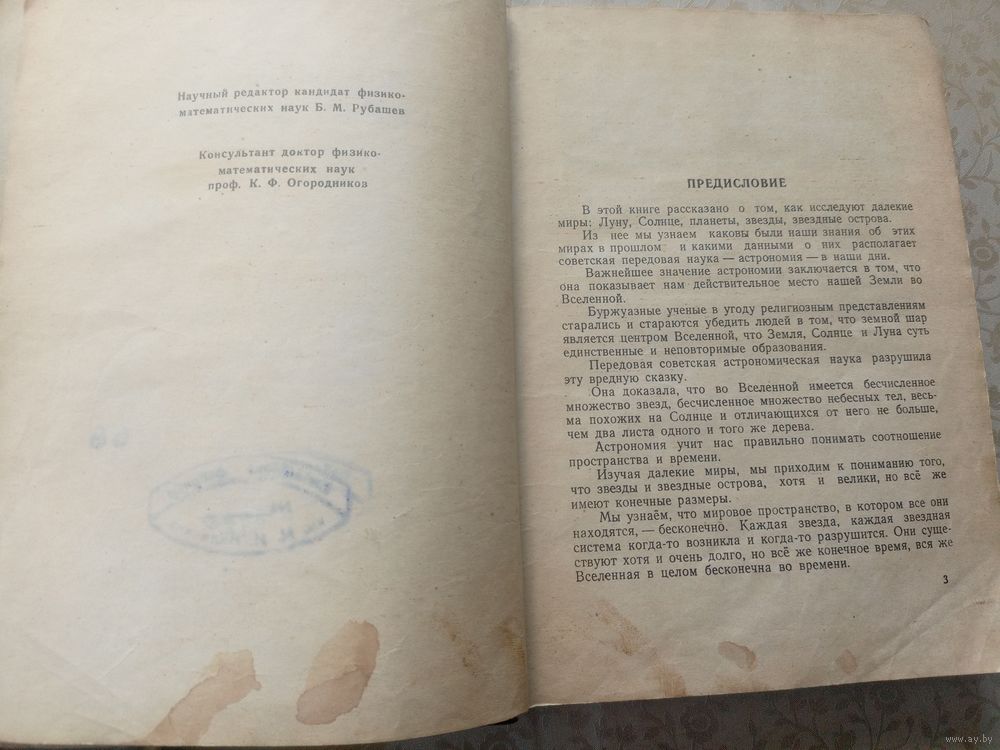 Научный редактор кандидат физико-
математических наук Б. М. Рубашев
Консультант доктор физико-
математических наук
проф. К. Ф. Огородников
ПРЕДИСЛОВИЕ
В этой книге рассказано о том, как исследуют далекие
миры: Луну, Солнце, планеты, звезды, звездные острова.
Из нее мы узнаем каковы были наши знания об этих
мирах в прошлом и какими данными о них располагает
советская передовая наука — астрономия — в наши дни.
Важнейшее значение астрономии заключается в том, что
она показывает нам действительное место нашей Земли во
Вселенной.
Буржуазные ученые в угоду религиозным представлениям
старались и стараются убедить людей в том, что земной шар
является центром Вселенной, что Земля, Солнце и Луна суть
единственные и неповторимые образования.
Передовая советская астрономическая наука разрушила
эту вредную сказку.
Она доказала, что во Вселенной имеется бесчисленное
множество звезд, бесчисленное множество небесных тел, весь-
ма похожих на Солнце и отличающихся от него не больше,
чем два листа одного и того же дерева.
Астрономия учит нас правильно понимать соотношение
пространства и времени.
Изучая далекие миры, мы приходим к пониманию того,
что звезды и звездные острова, хотя и велики, но всё же
имеют конечные размеры.
Мы узнаём, что мировое пространство, в котором все они
находятся, — бесконечно. Каждая звезда, каждая звездная
система когда-то возникла и когда-то разрушится. Они суще-
ствуют хотя и очень долго, но всё же конечное время, вся же
Вселенная в целом бесконечна во времени.
3
www.ay.by